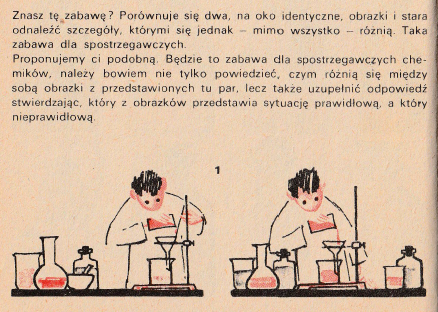 Znasz tę zabawę? Porównuje się dwa, na oko identyczne, obrazki i stara
odnaleźć szczegóły, którymi się jednak – mimo wszystko – różnią. Taka
zabawa dla spostrzegawczych.
Proponujemy ci podobną. Będzie to zabawa dla spostrzegawczych che-
mików, należy bowiem nie tylko powiedzieć, czym różnią się między
sobą obrazki z przedstawionych tu par, lecz także uzupełnić odpowiedź
stwierdzając, który z obrazków przedstawia sytuację prawidłową, a który
nieprawidłową.
1